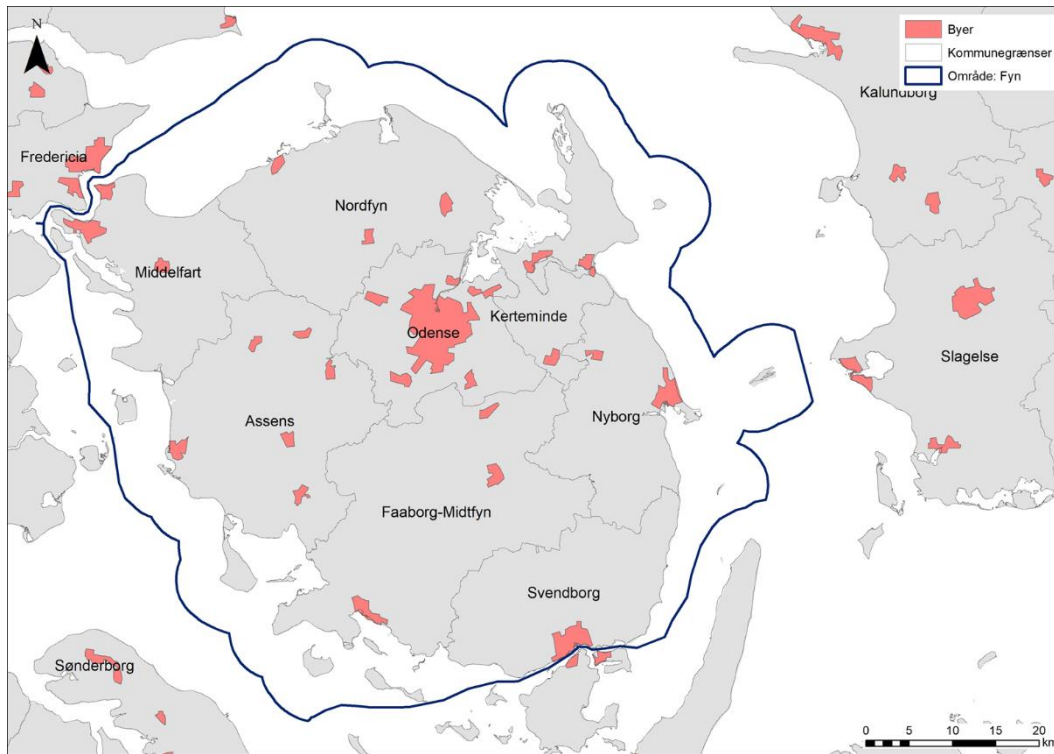 N
Byer
Kommunegrænser
Område: Fyn
Kalundborg
Fredericia
Nordfyn
Middelfart
Kerteminde
Odense
Slagelse
Nyborg
Assens
Faaborg-Midtfyn
Svendborg
Sønderborg
0 5 10 20
km